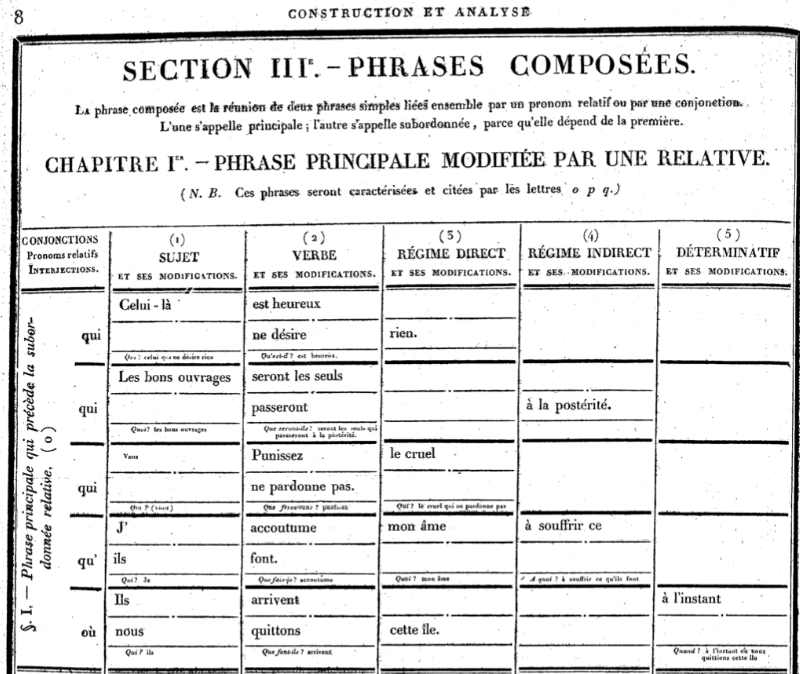 8
CONSTRUCTION ET ANALYSE
SECTION IIIᴱ. – PHRASES COMPOSÉES.
LA phrase composée est la réunion de deux phrases simples liées ensemble par un pronom relatif ou par une conjonction.
L'une s'appelle principale ; l'autre s'appelle subordonnée, parce qu'elle dépend de la première.
CHAPITRE Iᴱᴿ. – PHRASE PRINCIPALE MODIFIÉE PAR UNE RELATIVE.
( N. B. Ces phrases seront caractérisées et citées par les lettres o p q.)
CONJONCTIONS
Pronoms relatifs
INTERJECTIONS.
(1)
SUJET
ET SES MODIFICATIONS.
(2)
VERBE
ET SES MODIFICATIONS.
(3)
RÉGIME DIRECT
ET SES MODIFICATIONS.
(4)
RÉGIME INDIRECT
ET SES MODIFICATIONS.
(5)
DÉTERMINATIF
ET SES MODIFICATIONS.
§. I. — Phrase principale qui précède la subor-
donnée relative. (o)
Celui-là est heureux
qui ne désire rien.
Qui? celui qui ne désire rien Qu'est-il? est heureux.
Les bons ouvrages seront les seuls
qui passeront à la postérité.
les bons ouvrages Que seront-ils? seront les seuls qui
passeront à la postérité.
Vous Punissez le cruel
qui ne pardonne pas.
Qui? (vous) Que punissez Qui? le cruel qui ne pardonne pas
J' accoutume mon âme à souffrir ce
qu' ils font.
Qui? Je Que fais-je? accoutume Quoi? mon âme A quoi? à souffrir ce qu'ils font
Ils arrivent à l'instant
où nous quittons cette île.
Qui? ils Que font-ils? arrivent. Quand? à l'instant où nous
quittons cette île